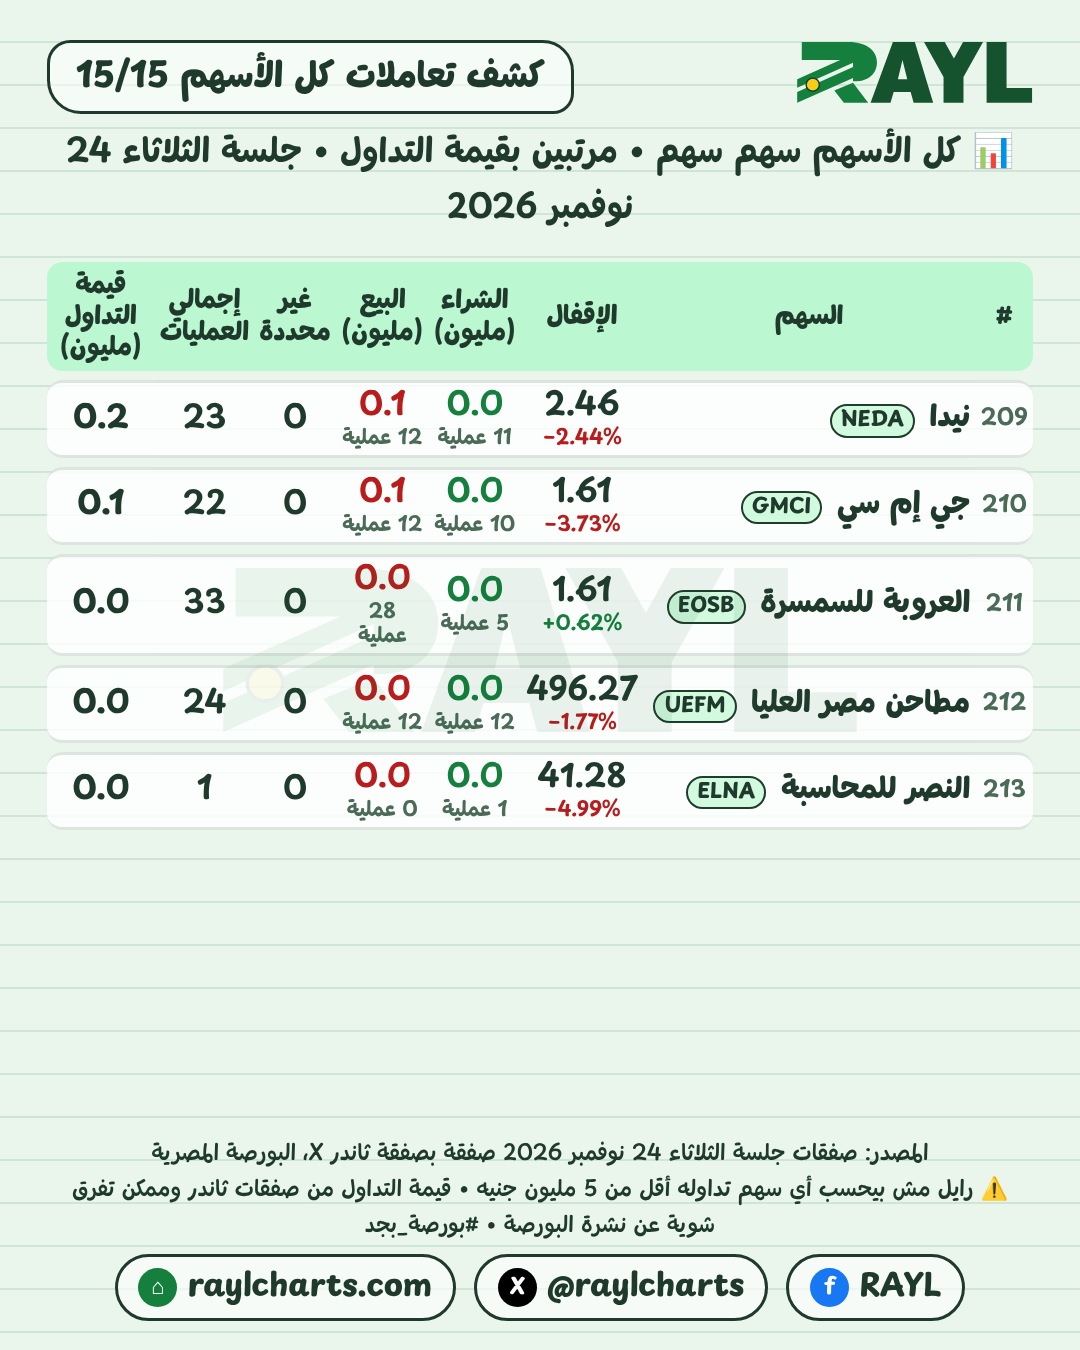 RAYL
كشف تعاملات كل الأسهم 15/15
📊 كل الأسهم سهم سهم • مرتبين بقيمة التداول • جلسة الثلاثاء 24
نوفمبر 2026
# السهم الإقفال الشراء (مليون) البيع (مليون) غير محددة إجمالي العمليات قيمة التداول (مليون)
209 نيدا NEDA 2.46 0.0 0.1 0 23 0.2
−2.44% 11 عملية 12 عملية
210 جي إم سي GMCI 1.61 0.0 0.1 0 22 0.1
−3.73% 10 عملية 12 عملية
211 العروبة للسمسرة EOSB 1.61 0.0 0.0 0 33 0.0
+0.62% 5 عملية 28 عملية
212 مطاحن مصر العليا UEFM 496.27 0.0 0.0 0 24 0.0
−1.77% 12 عملية 12 عملية
213 النصر للمحاسبة ELNA 41.28 0.0 0.0 0 1 0.0
−4.99% 1 عملية 0 عملية
المصدر: صفقات جلسة الثلاثاء 24 نوفمبر 2026 صفقة بصفقة ثاندر X، البورصة المصرية
⚠️ رايل مش بيحسب أي سهم تداوله أقل من 5 مليون جنيه • قيمة التداول من صفقات ثاندر وممكن تفرق
شوية عن نشرة البورصة • #بورصة_بجد
RAYL
@raylcharts
raylcharts.com